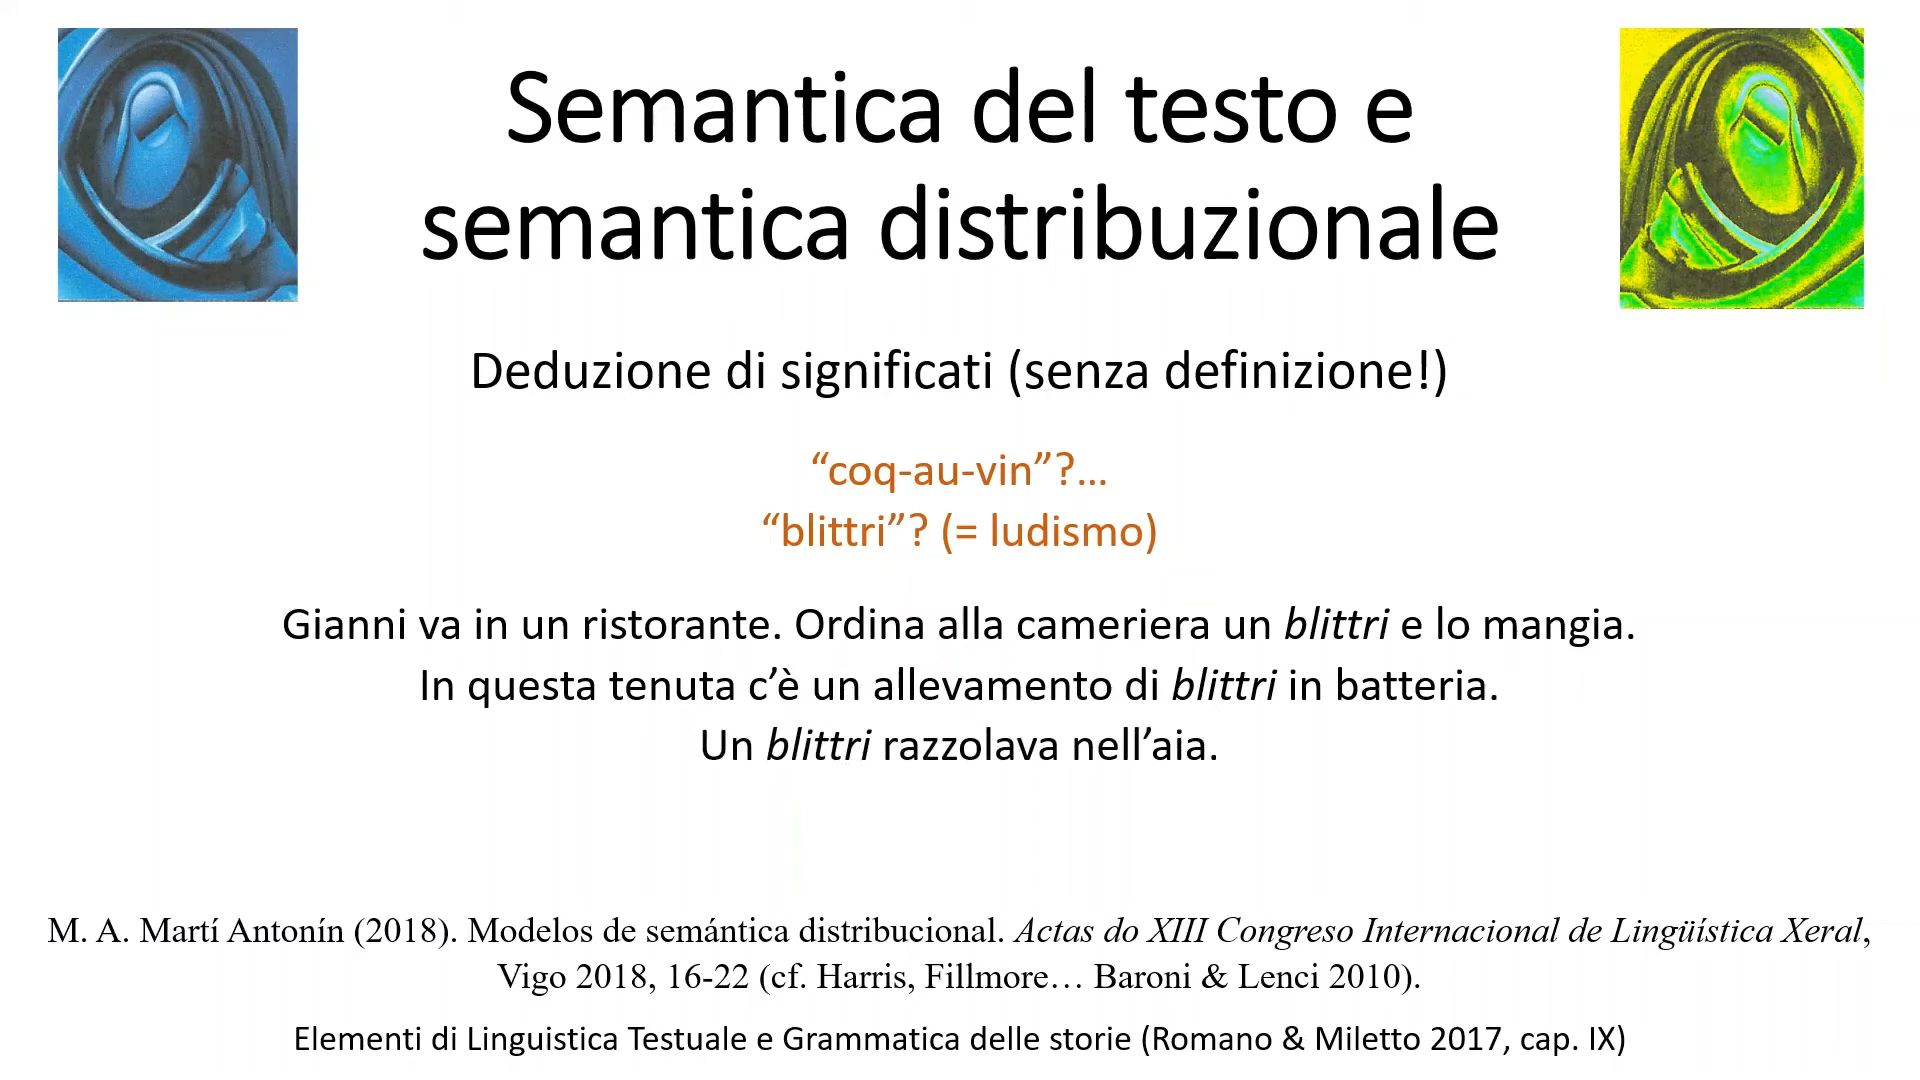 Semantica del testo e
semantica distribuzionale
Deduzione di significati (senza definizione!)
“coq-au-vin”?...
“blittri”? (= ludismo)
Gianni va in un ristorante. Ordina alla cameriera un blittri e lo mangia.
In questa tenuta c’è un allevamento di blittri in batteria.
Un blittri razzolava nell’aia.
M. A. Martí Antonín (2018). Modelos de semántica distribucional. Actas do XIII Congreso Internacional de Lingüística Xeral,
Vigo 2018, 16-22 (cf. Harris, Fillmore… Baroni & Lenci 2010).
Elementi di Linguistica Testuale e Grammatica delle storie (Romano & Miletto 2017, cap. IX)